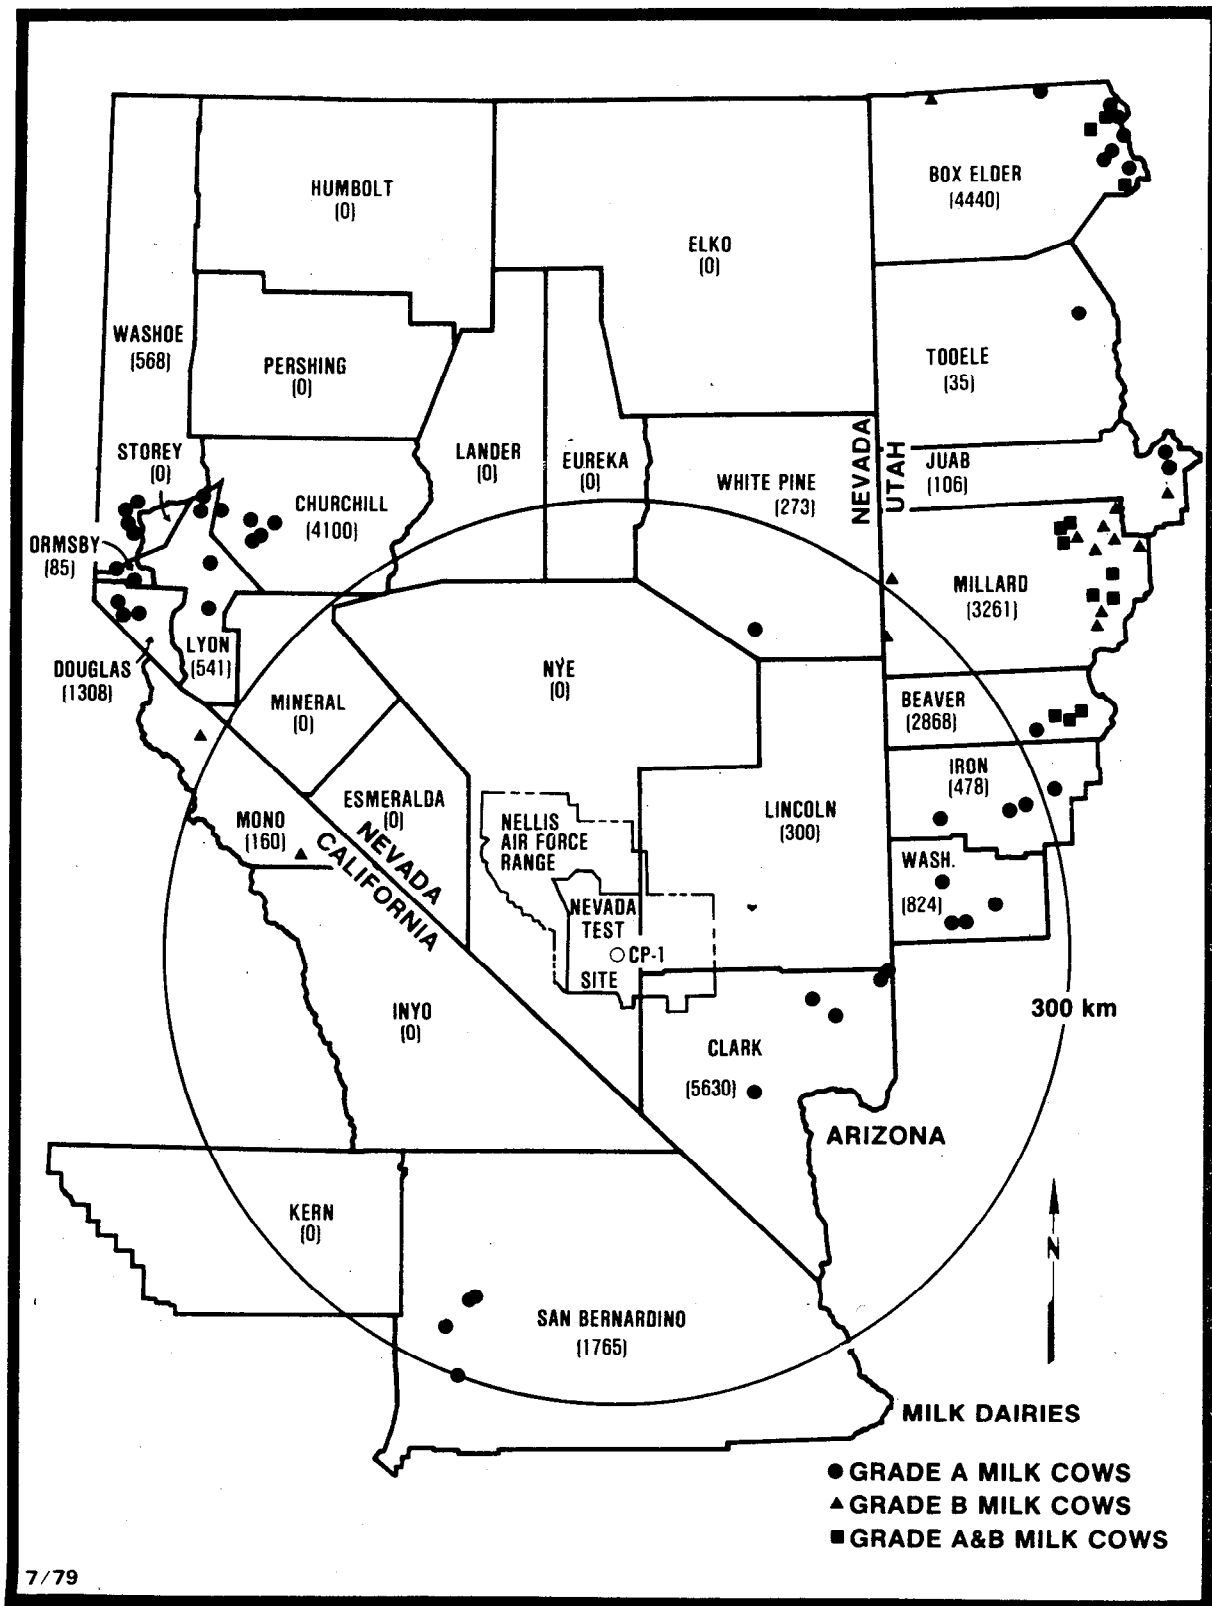 HUMBOLT
(0)
BOX ELDER
(4440)
ELKO
(0)
WASHOE
(568)
PERSHING
(0)
TOOELE
(35)
STOREY
(0)
CHURCHILL
(4100)
LANDER
(0)
EUREKA
(0)
WHITE PINE
(273)
NEVADA
UTAH
JUAB
(106)
ORMSBY
(85)
MILLARD
(3261)
DOUGLAS
(1308)
LYON
(541)
MINERAL
(0)
NYE
(0)
BEAVER
(2868)
IRON
(478)
MONO
(160)
ESMERALDA
(0)
NEVADA
CALIFORNIA
NELLIS
AIR FORCE
RANGE
LINCOLN
(300)
WASH.
(824)
NEVADA
TEST
SITE
CP-1
INYO
(0)
300 km
CLARK
(5630)
ARIZONA
KERN
(0)
N
SAN BERNARDINO
(1765)
MILK DAIRIES
GRADE A MILK COWS
GRADE B MILK COWS
GRADE A&B MILK COWS
7/79